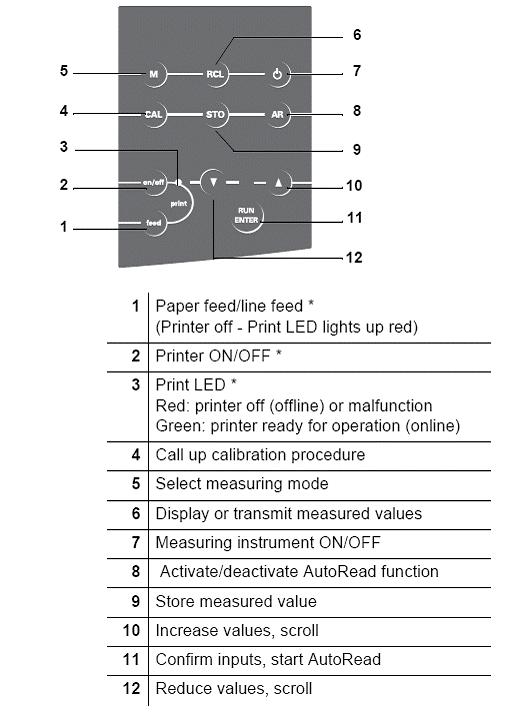 6
5 M RCL 7
4 CAL STO AR 8
3 9
2 on/off ▼ ▲ 10
print
1 feed RUN ENTER 11
12
1 Paper feed/line feed *
(Printer off - Print LED lights up red)
2 Printer ON/OFF *
3 Print LED *
Red: printer off (offline) or malfunction
Green: printer ready for operation (online)
4 Call up calibration procedure
5 Select measuring mode
6 Display or transmit measured values
7 Measuring instrument ON/OFF
8 Activate/deactivate AutoRead function
9 Store measured value
10 Increase values, scroll
11 Confirm inputs, start AutoRead
12 Reduce values, scroll